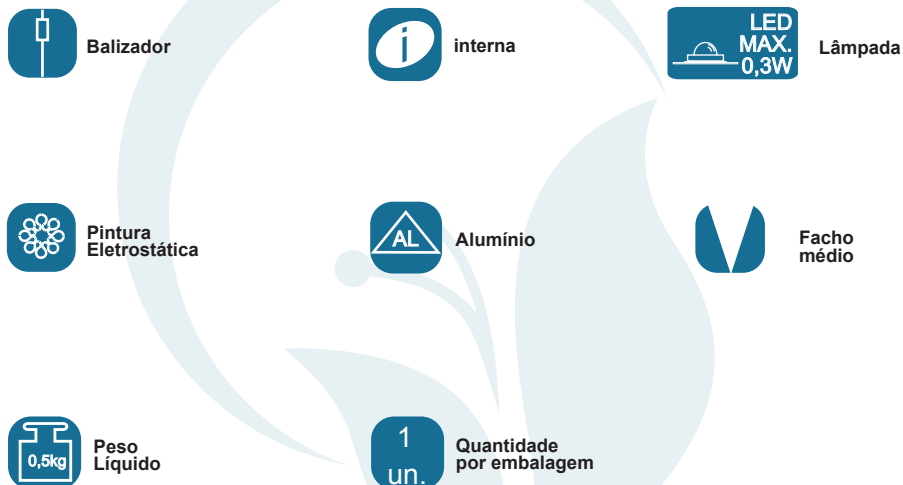 Balizador
i
interna
LED
MAX.
0,3W
Lâmpada
Pintura
Eletrostática
AL
Alumínio
Facho
médio
0,5kg
Peso
Líquido
1
un.
Quantidade
por embalagem